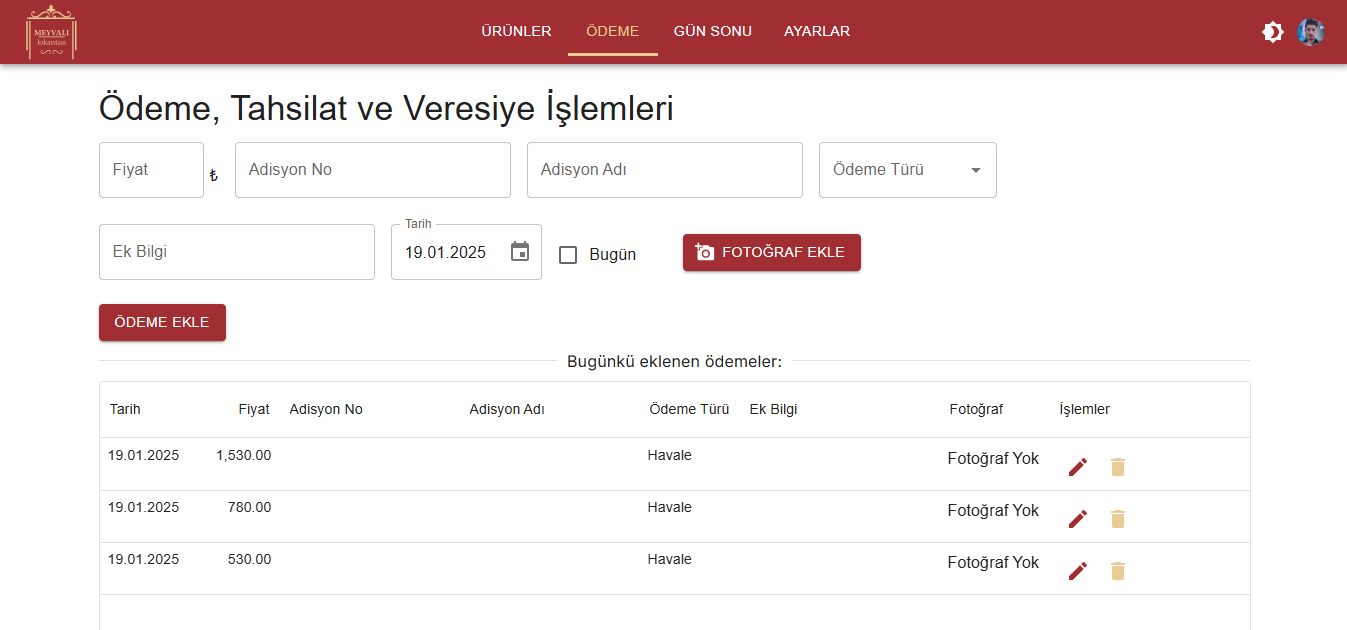 MEYVALI
lokantası
ÜRÜNLER ÖDEME GÜN SONU AYARLAR
Ödeme, Tahsilat ve Veresiye İşlemleri
Fiyat ₺ Adisyon No Adisyon Adı Ödeme Türü
Tarih
Ek Bilgi 19.01.2025 Bugün FOTOĞRAF EKLE
ÖDEME EKLE
Bugünkü eklenen ödemeler:
Tarih Fiyat Adisyon No Adisyon Adı Ödeme Türü Ek Bilgi Fotoğraf İşlemler
19.01.2025 1,530.00 Havale Fotoğraf Yok
19.01.2025 780.00 Havale Fotoğraf Yok
19.01.2025 530.00 Havale Fotoğraf Yok